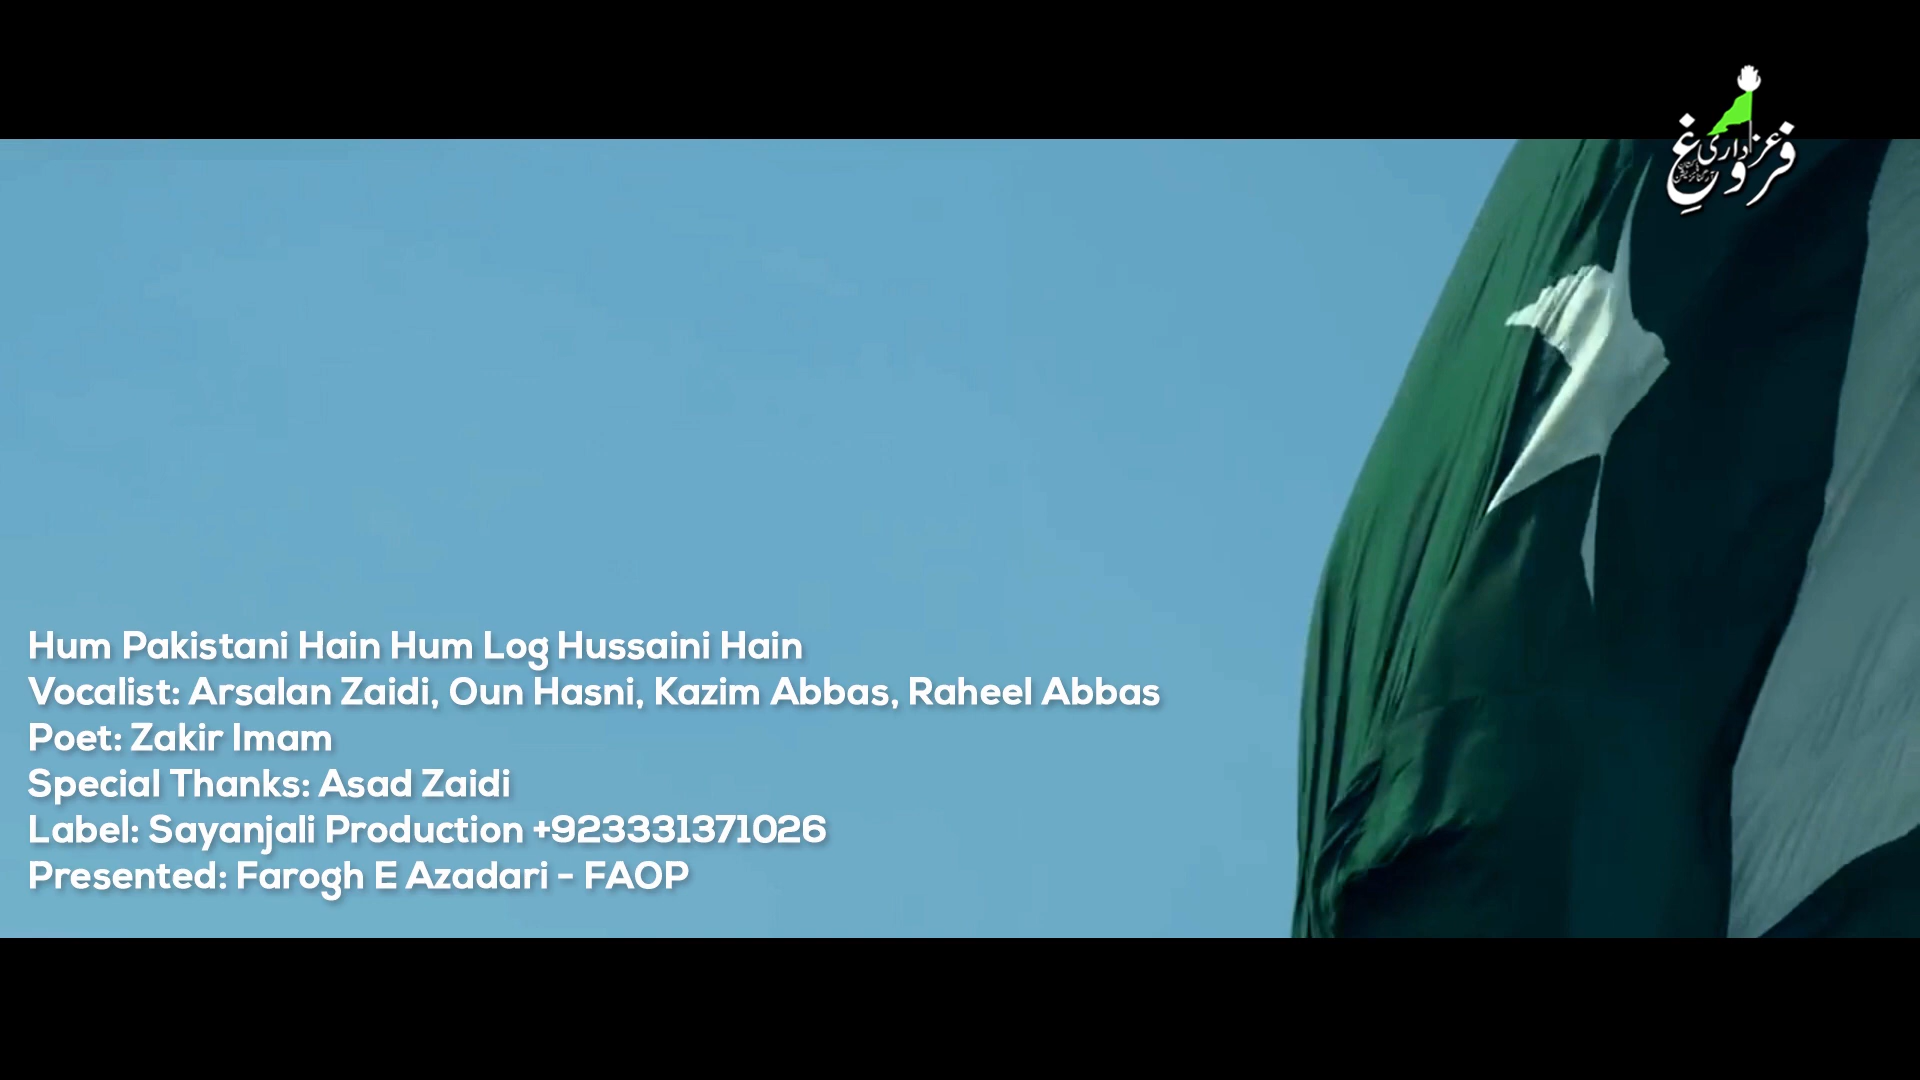 فروغ عزاداری
Hum Pakistani Hain Hum Log Hussaini Hain
Vocalist: Arsalan Zaidi, Oun Hasni, Kazim Abbas, Raheel Abbas
Poet: Zakir Imam
Special Thanks: Asad Zaidi
Label: Sayanjali Production +923331371026
Presented: Farogh E Azadari - FAOP